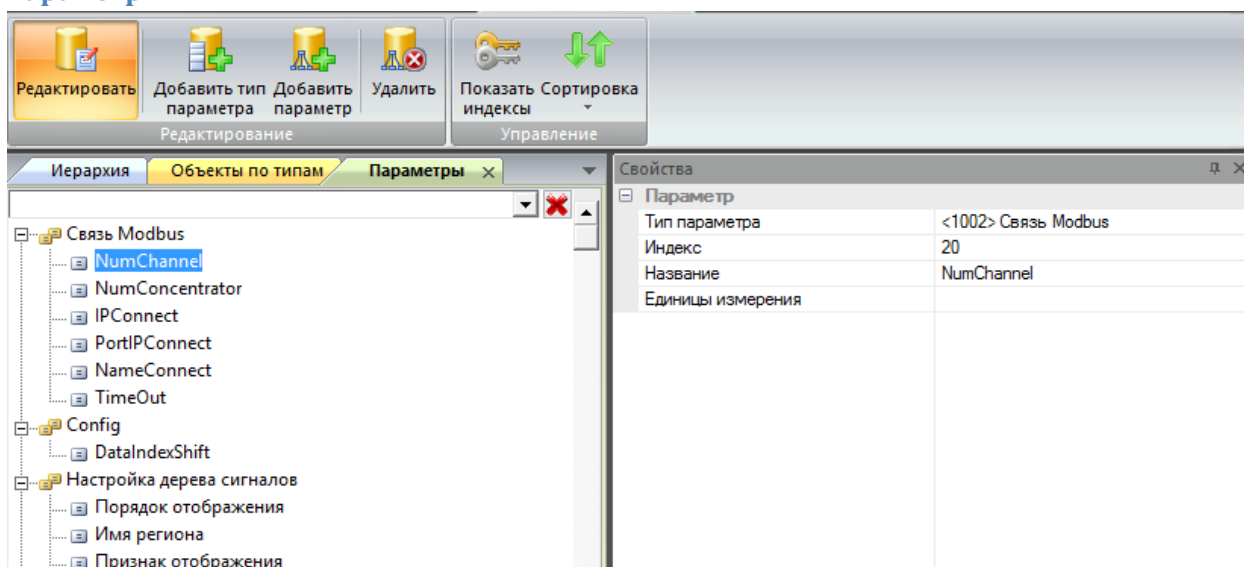 Редактировать
Добавить тип
параметра
Добавить
параметр
Удалить
Показать
индексы
Сортировка
Редактирование
Управление
Иерархия
Объекты по типам
Параметры
Свойства
Связь Modbus
NumChannel
NumConcentrator
IPConnect
PortIPConnect
NameConnect
TimeOut
Config
DataIndexShift
Настройка дерева сигналов
Порядок отображения
Имя региона
Признак отображения
Параметр
Тип параметра <1002> Связь Modbus
Индекс 20
Название NumChannel
Единицы измерения